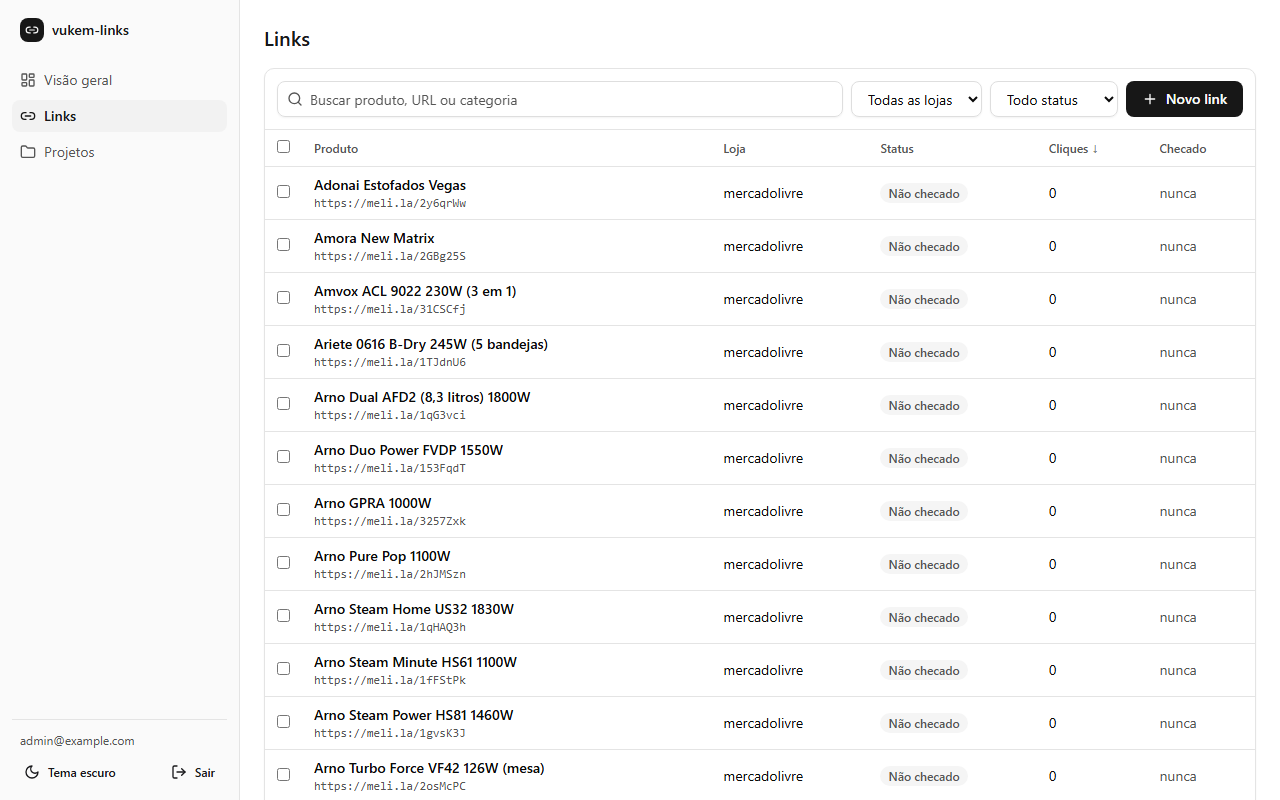 vukem-links
Visão geral
Links
Projetos
admin@example.com
Tema escuro
Sair
Links
Buscar produto, URL ou categoria
Todas as lojas
Todo status
+ Novo link
Produto Loja Status Cliques ↓ Checado
Adonai Estofados Vegas
https://meli.la/2y6qrWw
mercadolivre Não checado 0 nunca
Amora New Matrix
https://meli.la/2GBg25S
mercadolivre Não checado 0 nunca
Amvox ACL 9022 230W (3 em 1)
https://meli.la/31CSCfj
mercadolivre Não checado 0 nunca
Ariete 0616 B-Dry 245W (5 bandejas)
https://meli.la/1TJdnU6
mercadolivre Não checado 0 nunca
Arno Dual AFD2 (8,3 litros) 1800W
https://meli.la/1qG3vci
mercadolivre Não checado 0 nunca
Arno Duo Power FVDP 1550W
https://meli.la/153FqdT
mercadolivre Não checado 0 nunca
Arno GPRA 1000W
https://meli.la/3257Zxk
mercadolivre Não checado 0 nunca
Arno Pure Pop 1100W
https://meli.la/2hJMSzn
mercadolivre Não checado 0 nunca
Arno Steam Home US32 1830W
https://meli.la/1qHAQ3h
mercadolivre Não checado 0 nunca
Arno Steam Minute HS61 1100W
https://meli.la/1fFStPk
mercadolivre Não checado 0 nunca
Arno Steam Power HS81 1460W
https://meli.la/1gvsK3J
mercadolivre Não checado 0 nunca
Arno Turbo Force VF42 126W (mesa)
https://meli.la/2osMcPC
mercadolivre Não checado 0 nunca